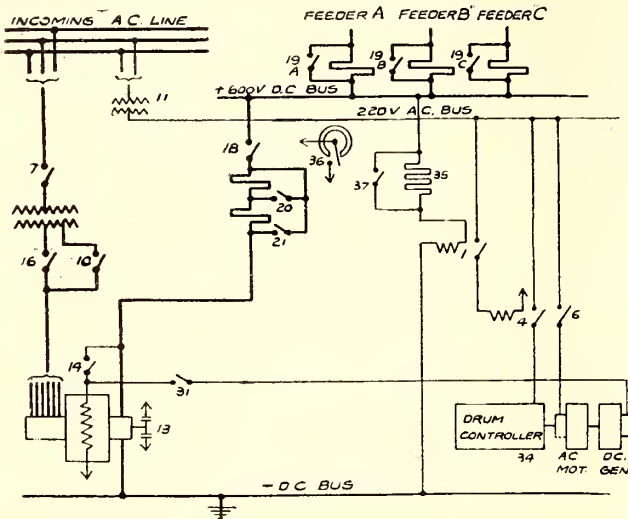 INCOMING A.C. LINE
FEEDER A FEEDER B FEEDER C
19 A
19 B
19 C
11
+600V D.C BUS
220V A.C. BUS
7
18
36
37
35
20
21
16
10
1
4
6
14
31
13
DRUM CONTROLLER
34
AC MOT.
D.C. GEN
- DC BUS